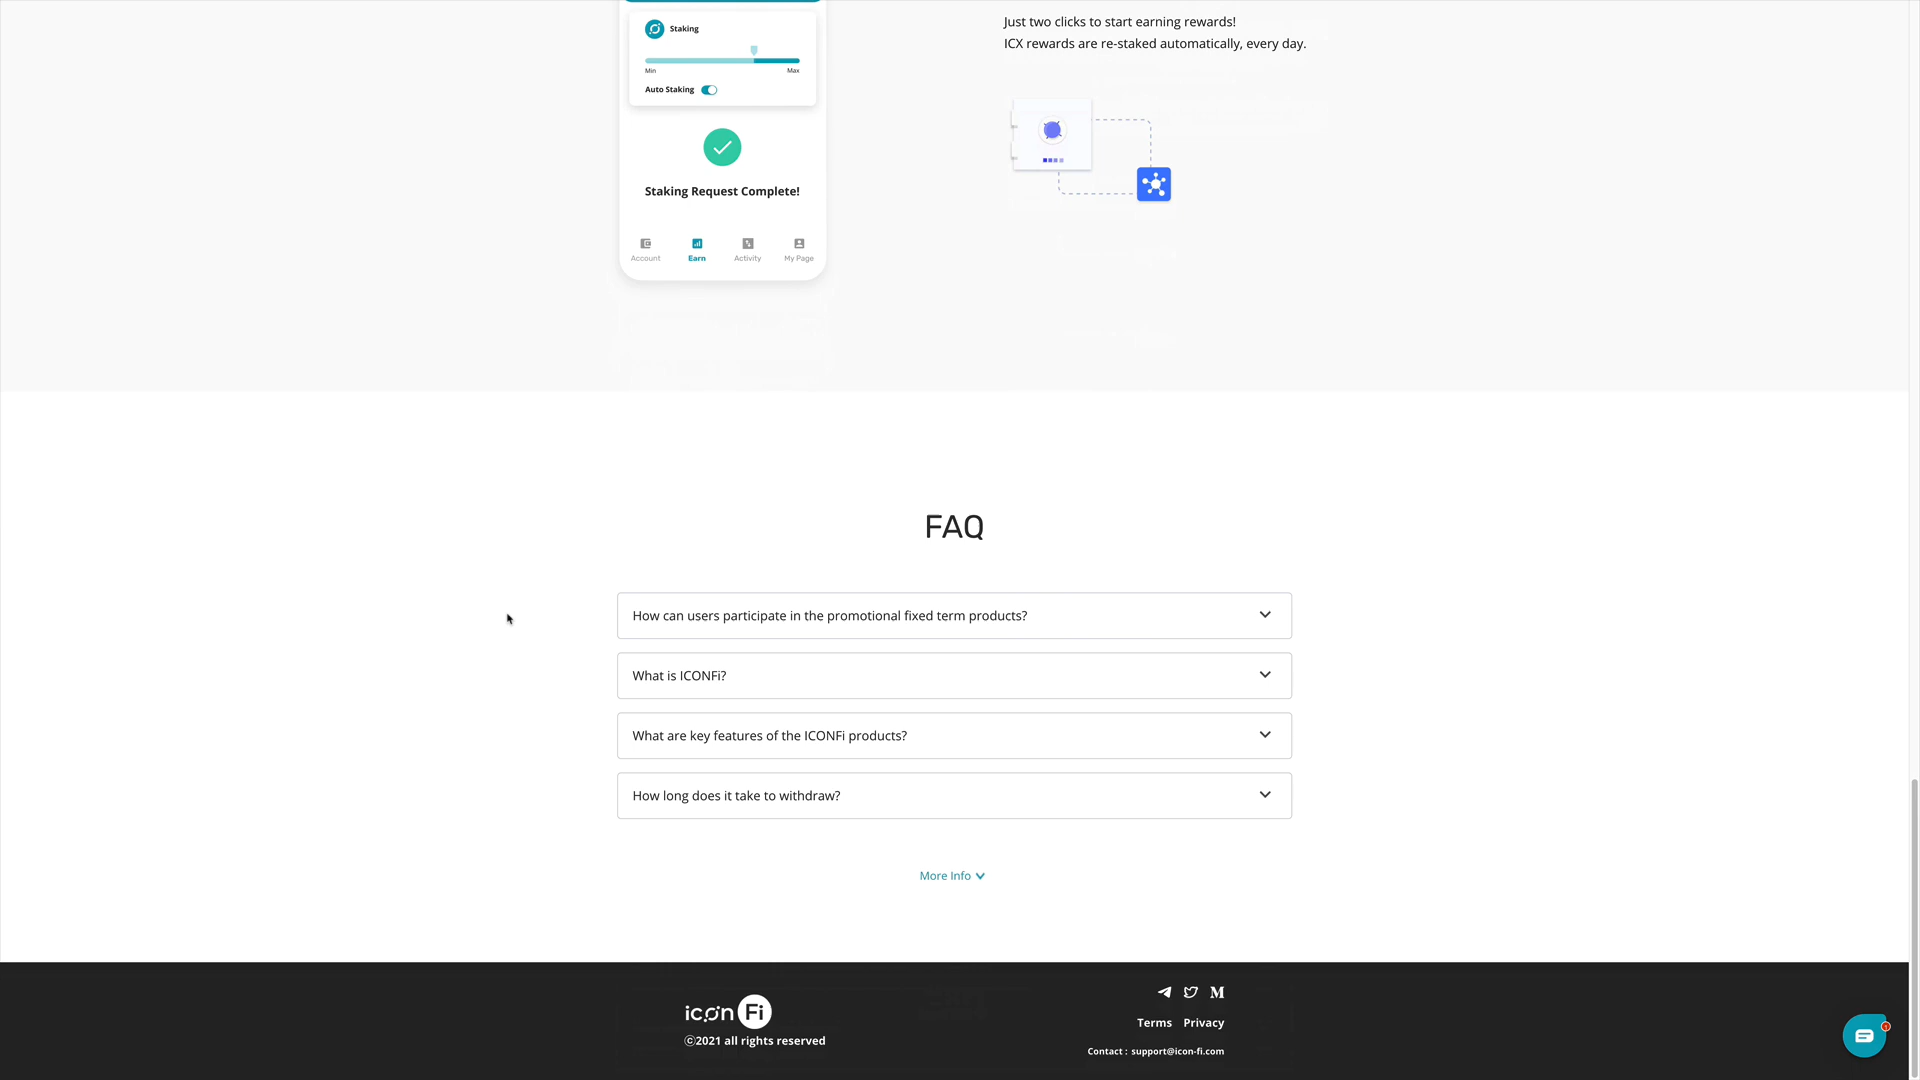 Staking
Min
Max
Auto Staking
Staking Request Complete!
Account
Earn
Activity
My Page
Just two clicks to start earning rewards!
ICX rewards are re-staked automatically, every day.
FAQ
How can users participate in the promotional fixed term products?
What is ICONFi?
What are key features of the ICONFi products?
How long does it take to withdraw?
More Info
icon Fi
©2021 all rights reserved
Terms Privacy
Contact : support@icon-fi.com